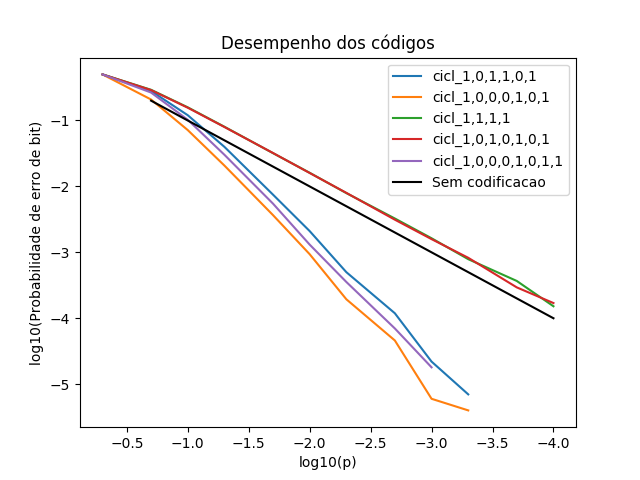 Desempenho dos códigos
cicl_1,0,1,1,0,1
cicl_1,0,0,0,1,0,1
cicl_1,1,1,1
cicl_1,0,1,0,1,0,1
cicl_1,0,0,0,1,0,1,1
Sem codificacao
log10(Probabilidade de erro de bit)
−1
−2
−3
−4
−5
−0.5 −1.0 −1.5 −2.0 −2.5 −3.0 −3.5 −4.0
log10(p)